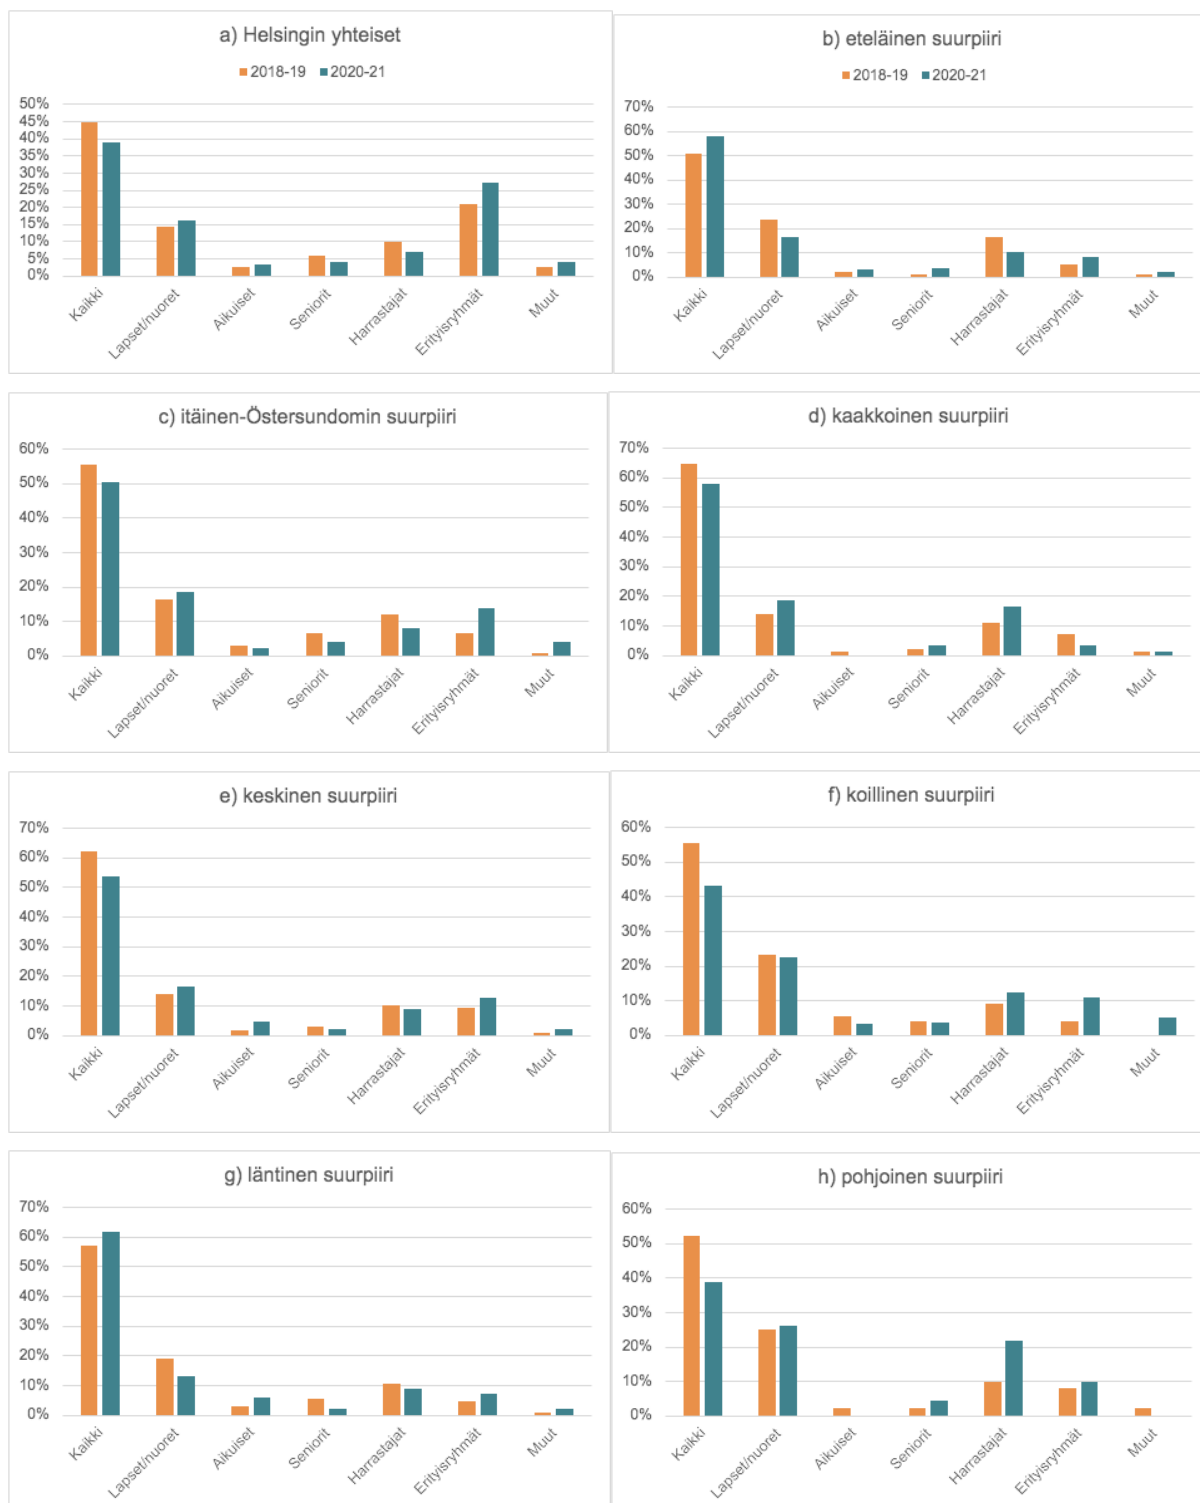 a) Helsingin yhteiset
2018-19 2020-21
50%
45%
40%
35%
30%
25%
20%
15%
10%
5%
0%
Kaikki
Lapset/nuoret
Aikuiset
Seniorit
Harrastajat
Erityisryhmät
Muut
b) eteläinen suurpiiri
2018-19 2020-21
70%
60%
50%
40%
30%
20%
10%
0%
Kaikki
Lapset/nuoret
Aikuiset
Seniorit
Harrastajat
Erityisryhmät
Muut
c) itäinen-Östersundomin suurpiiri
60%
50%
40%
30%
20%
10%
0%
Kaikki
Lapset/nuoret
Aikuiset
Seniorit
Harrastajat
Erityisryhmät
Muut
d) kaakkoinen suurpiiri
70%
60%
50%
40%
30%
20%
10%
0%
Kaikki
Lapset/nuoret
Aikuiset
Seniorit
Harrastajat
Erityisryhmät
Muut
e) keskinen suurpiiri
70%
60%
50%
40%
30%
20%
10%
0%
Kaikki
Lapset/nuoret
Aikuiset
Seniorit
Harrastajat
Erityisryhmät
Muut
f) koillinen suurpiiri
60%
50%
40%
30%
20%
10%
0%
Kaikki
Lapset/nuoret
Aikuiset
Seniorit
Harrastajat
Erityisryhmät
Muut
g) läntinen suurpiiri
70%
60%
50%
40%
30%
20%
10%
0%
Kaikki
Lapset/nuoret
Aikuiset
Seniorit
Harrastajat
Erityisryhmät
Muut
h) pohjoinen suurpiiri
60%
50%
40%
30%
20%
10%
0%
Kaikki
Lapset/nuoret
Aikuiset
Seniorit
Harrastajat
Erityisryhmät
Muut